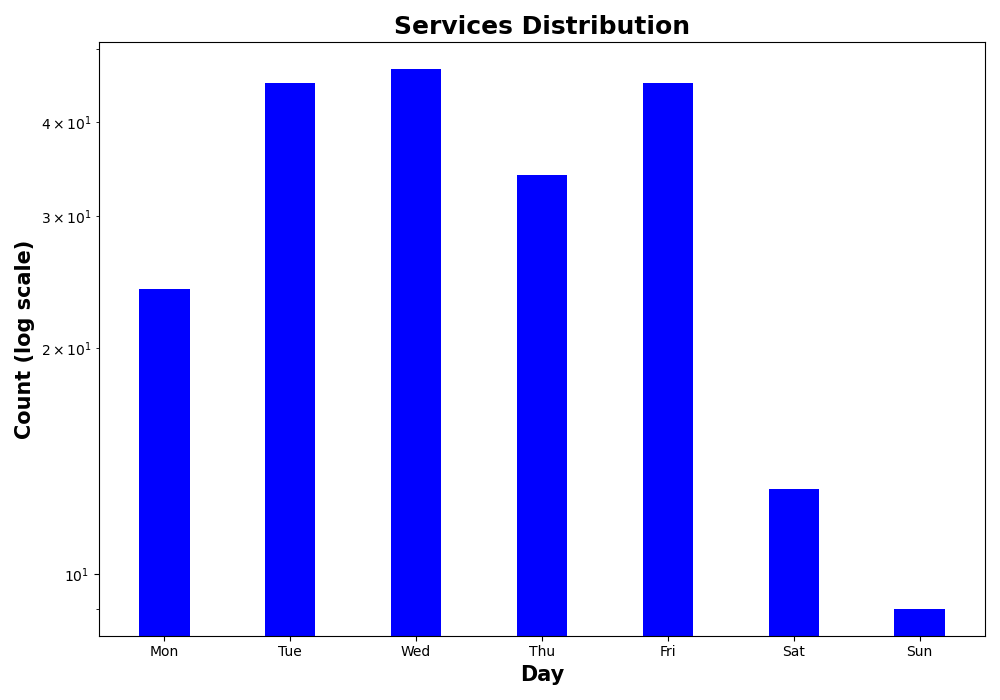 Services Distribution
Count (log scale)
4 × 10¹
3 × 10¹
2 × 10¹
10¹
Mon Tue Wed Thu Fri Sat Sun
Day